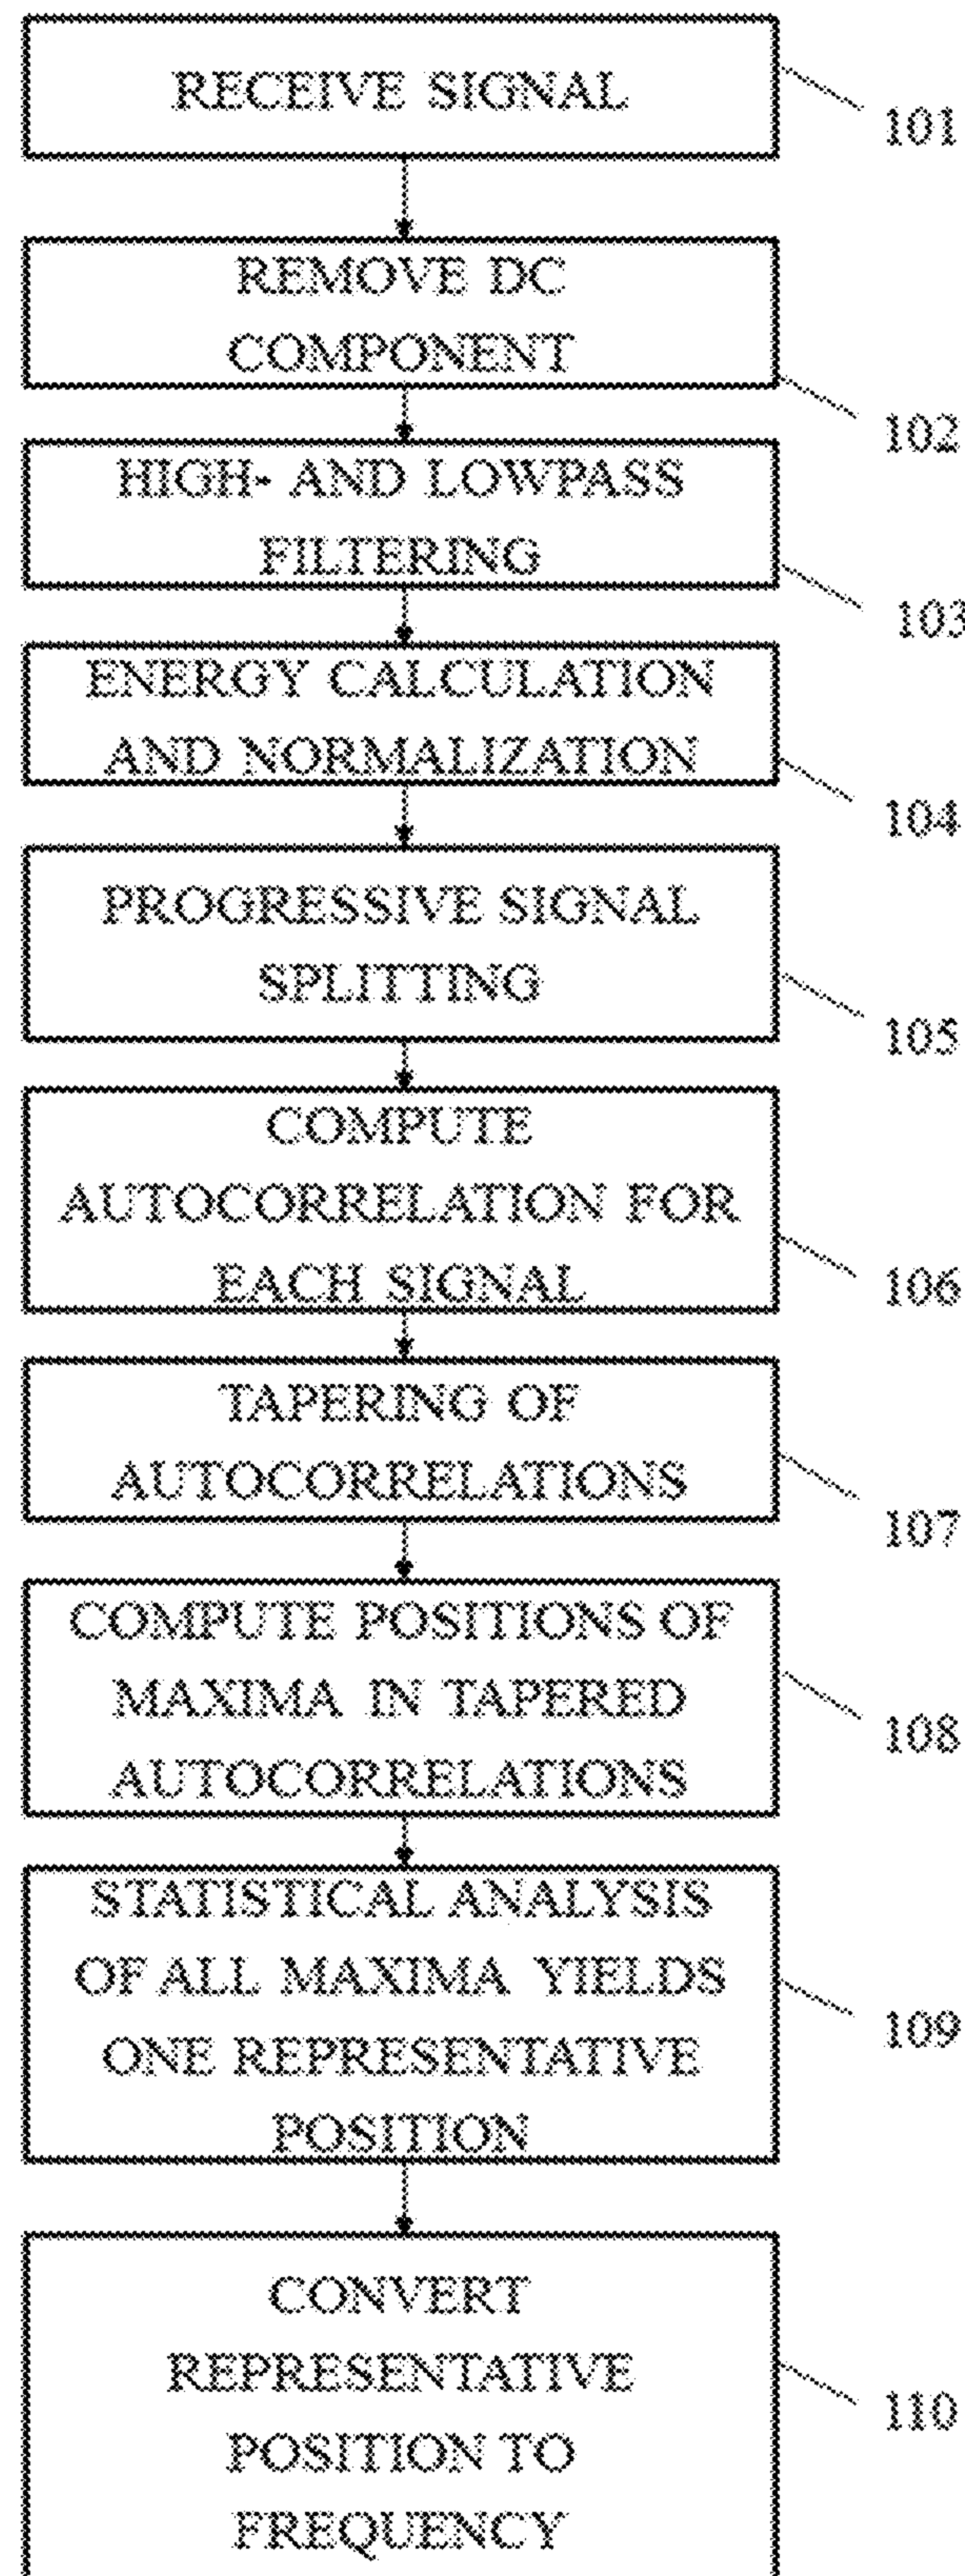 RECEIVE SIGNAL
101
REMOVE DC
COMPONENT
102
HIGH- AND LOWPASS
FILTERING
103
ENERGY CALCULATION
AND NORMALIZATION
104
PROGRESSIVE SIGNAL
SPLITTING
105
COMPUTE
AUTOCORRELATION FOR
EACH SIGNAL
106
TAPERING OF
AUTOCORRELATIONS
107
COMPUTE POSITIONS OF
MAXIMA IN TAPERED
AUTOCORRELATIONS
108
STATISTICAL ANALYSIS
OF ALL MAXIMA YIELDS
ONE REPRESENTATIVE
POSITION
109
CONVERT
REPRESENTATIVE
POSITION TO
FREQUENCY
110